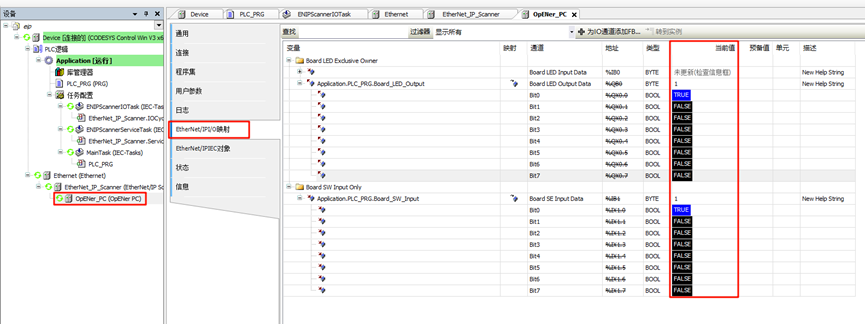 设备
Device
PLC_PRG
ENIPScannerIOTask
Ethernet
EtherNet_IP_Scanner
OpENer_PC
ep
Device [连接的] (CODESYS Control Win V3 x6
PLC逻辑
Application [运行]
库管理器
PLC_PRG (PRG)
任务配置
ENIPScannerIOTask (IEC-Tas
EtherNet_IP_Scanner.IOCyc
ENIPScannerServiceTask (IEC
EtherNet_IP_Scanner.Servic
MainTask (IEC-Tasks)
PLC_PRG
Ethernet (Ethernet)
EtherNet_IP_Scanner (EtherNet/IP Sc
OpENer_PC (OpENer PC)
通用
连接
程序集
用户参数
日志
EtherNet/IPI/O映射
EtherNet/IPIEC对象
状态
信息
查找 过滤器 显示所有 为IO通道添加FB... 转到实例
变量 映射 通道 地址 类型 当前值 预备值 单元 描述
Board LED Exclusive Owner
Board LED Input Data %IB0 BYTE 未更新(检查信息框) New Help String
Application.PLC_PRG.Board_LED_Output Board LED Output Data %QB0 BYTE 1 New Help String
Bit0 %QX0.0 BOOL TRUE
Bit1 %QX0.1 BOOL FALSE
Bit2 %QX0.2 BOOL FALSE
Bit3 %QX0.3 BOOL FALSE
Bit4 %QX0.4 BOOL FALSE
Bit5 %QX0.5 BOOL FALSE
Bit6 %QX0.6 BOOL FALSE
Bit7 %QX0.7 BOOL FALSE
Board SW Input Only
Application.PLC_PRG.Board_SW_Input Board SE Input Data %IB1 BYTE 1 New Help String
Bit0 %IX1.0 BOOL TRUE
Bit1 %IX1.1 BOOL FALSE
Bit2 %IX1.2 BOOL FALSE
Bit3 %IX1.3 BOOL FALSE
Bit4 %IX1.4 BOOL FALSE
Bit5 %IX1.5 BOOL FALSE
Bit6 %IX1.6 BOOL FALSE
Bit7 %IX1.7 BOOL FALSE